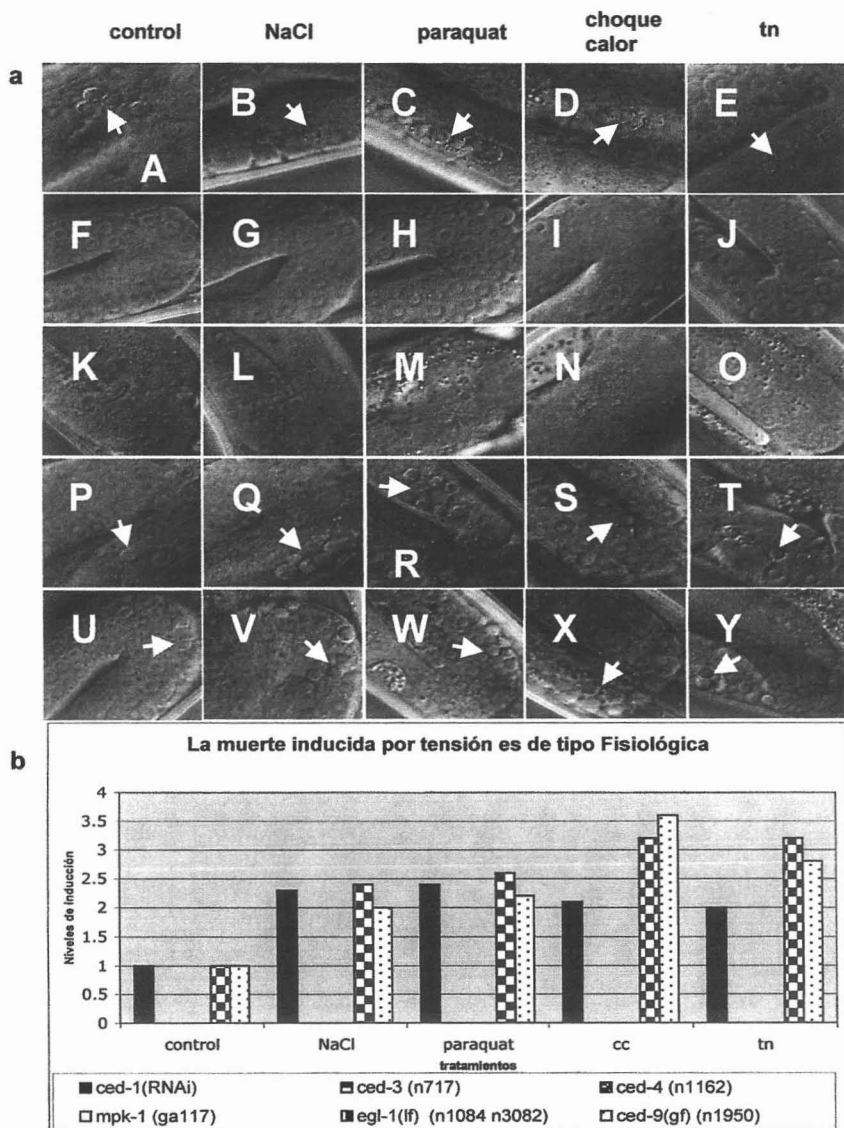 control NaCl paraquat choque calor tn
a
A B C D E
F G H I J
K L M N O
P Q R S T
U V W X Y
b
La muerte inducida por tensión es de tipo Fisiológica
4
3.5
3
2.5
2
1.5
1
0.5
0
Niveles de inducción
control NaCl paraquat cc tn
tratamientos
ced-1(RNAi) ced-3 (n717) ced-4 (n1162)
mpk-1 (ga117) egl-1(lf) (n1084 n3082) ced-9(gf) (n1950)